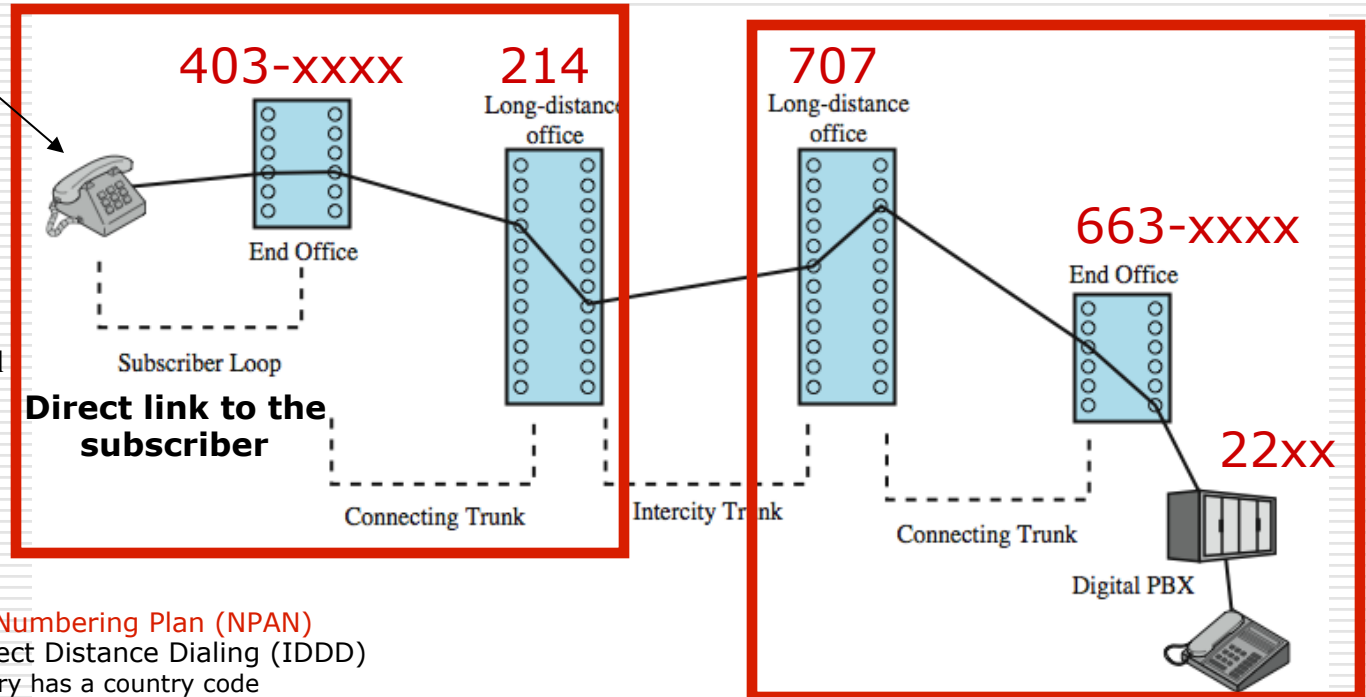 403-xxxx
214
707
Long-distance
office
Long-distance
office
663-xxxx
End Office
End Office
Subscriber Loop
Direct link to the
subscriber
22xx
Connecting Trunk
Intercity Trunk
Connecting Trunk
Digital PBX
Numbering Plan (NPAN)
ect Distance Dialing (IDDD)
ry has a country code